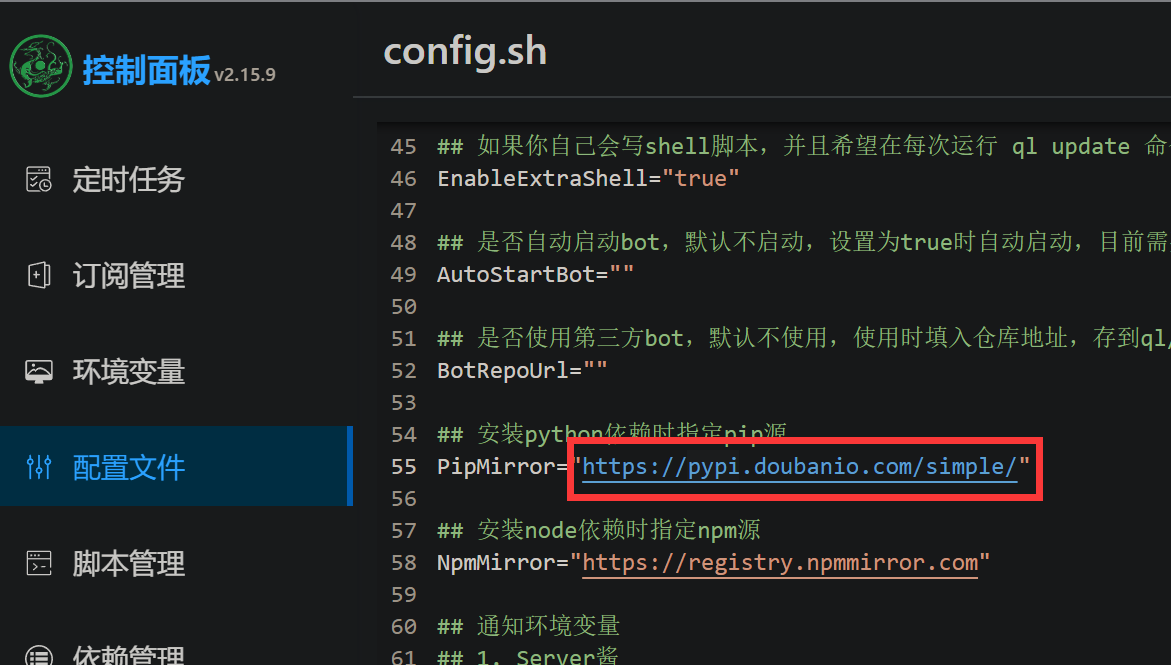 控制面板 v2.15.9
定时任务
订阅管理
环境变量
配置文件
脚本管理
依赖管理
config.sh
45 ## 如果你自己会写shell脚本，并且希望在每次运行 ql update 命
46 EnableExtraShell="true"
47
48 ## 是否自动启动bot，默认不启动，设置为true时自动启动，目前需
49 AutoStartBot=""
50
51 ## 是否使用第三方bot，默认不使用，使用时填入仓库地址，存到ql/
52 BotRepoUrl=""
53
54 ## 安装python依赖时指定pip源
55 PipMirror="https://pypi.doubanio.com/simple/"
56
57 ## 安装node依赖时指定npm源
58 NpmMirror="https://registry.npmmirror.com"
59
60 ## 通知环境变量
61 ## 1. Server酱